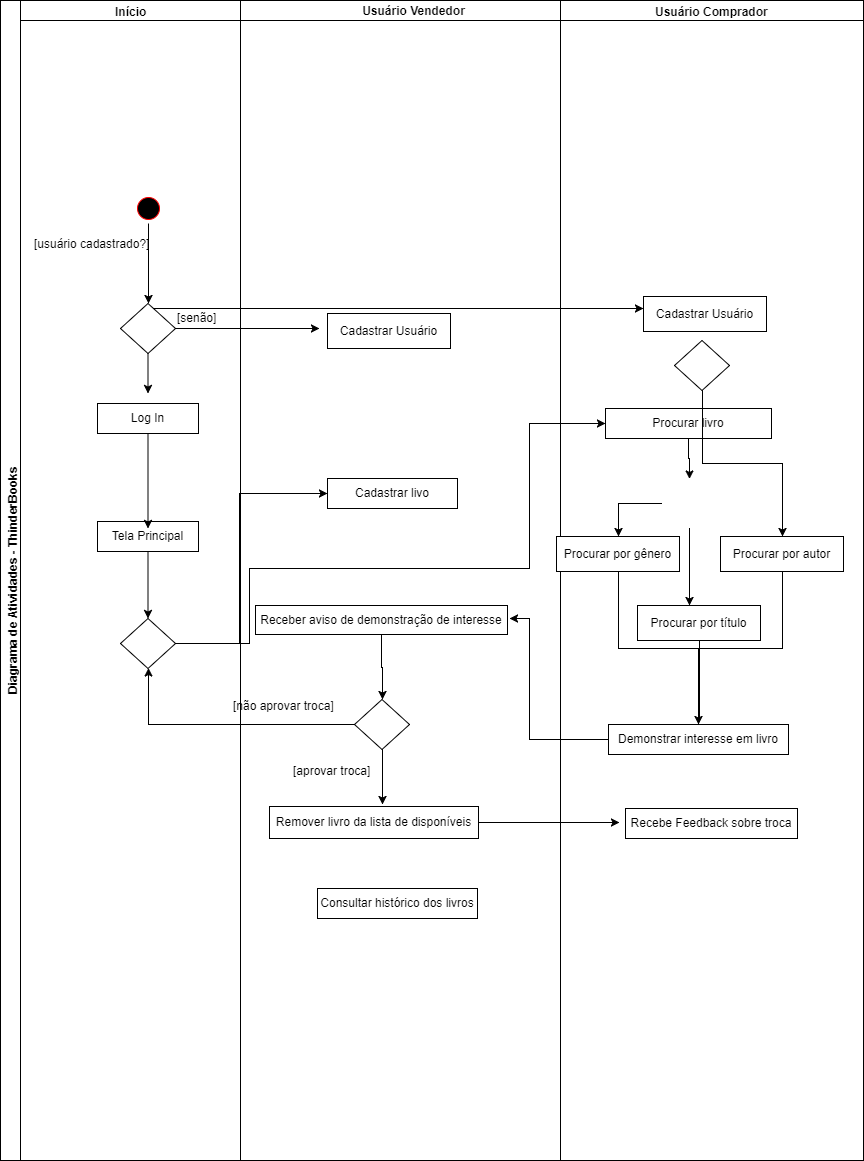 Diagrama de Atividades - ThinderBooks
Início
Usuário Vendedor
Usuário Comprador
[usuário cadastrado?]
[senão]
Cadastrar Usuário
Cadastrar Usuário
Log In
Procurar livro
Cadastrar livo
Tela Principal
Procurar por gênero
Procurar por autor
Receber aviso de demonstração de interesse
Procurar por título
[não aprovar troca]
Demonstrar interesse em livro
[aprovar troca]
Remover livro da lista de disponíveis
Recebe Feedback sobre troca
Consultar histórico dos livros